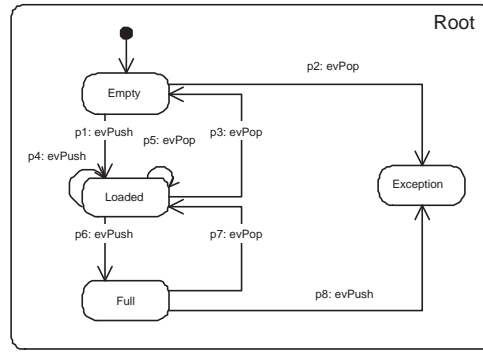 Root
p2: evPop
Empty
p1: evPush
p5: evPop
p3: evPop
p4: evPush
Loaded
Exception
p6: evPush
p7: evPop
Full
p8: evPush